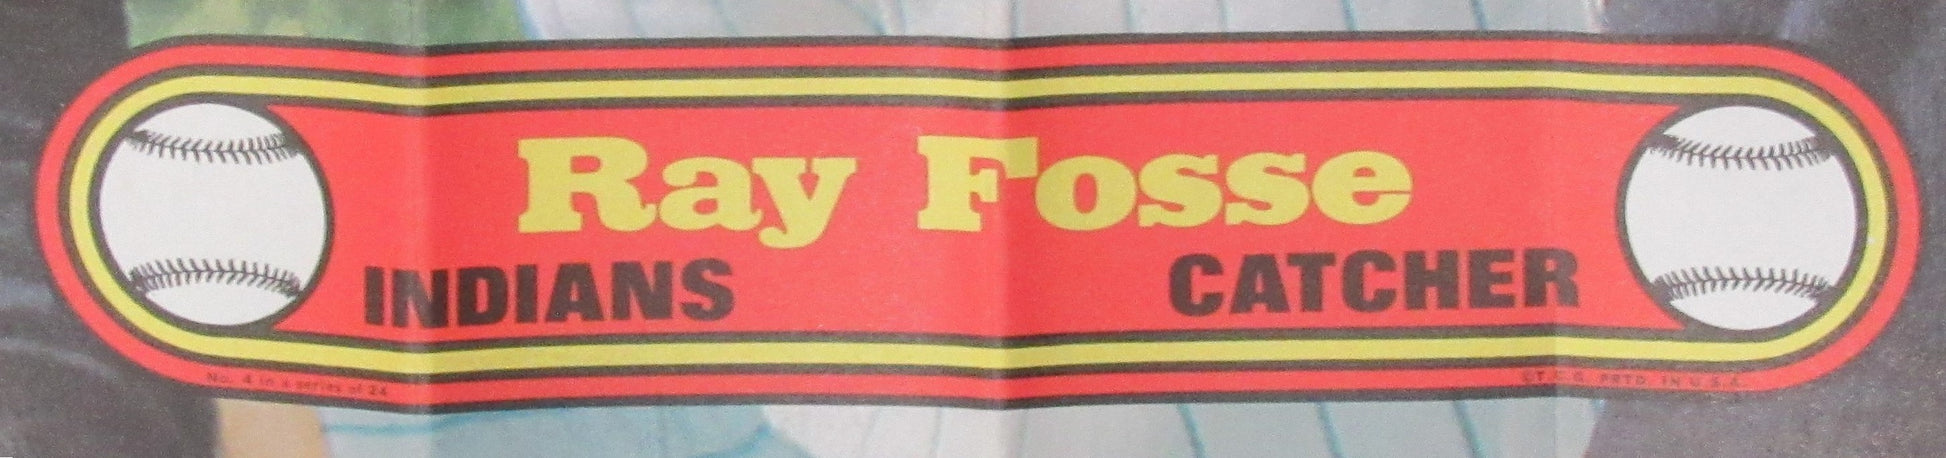 Ray Fosse
INDIANS CATCHER
No. 4 in a series of 24
©T.C.G. PRTD. IN U.S.A.